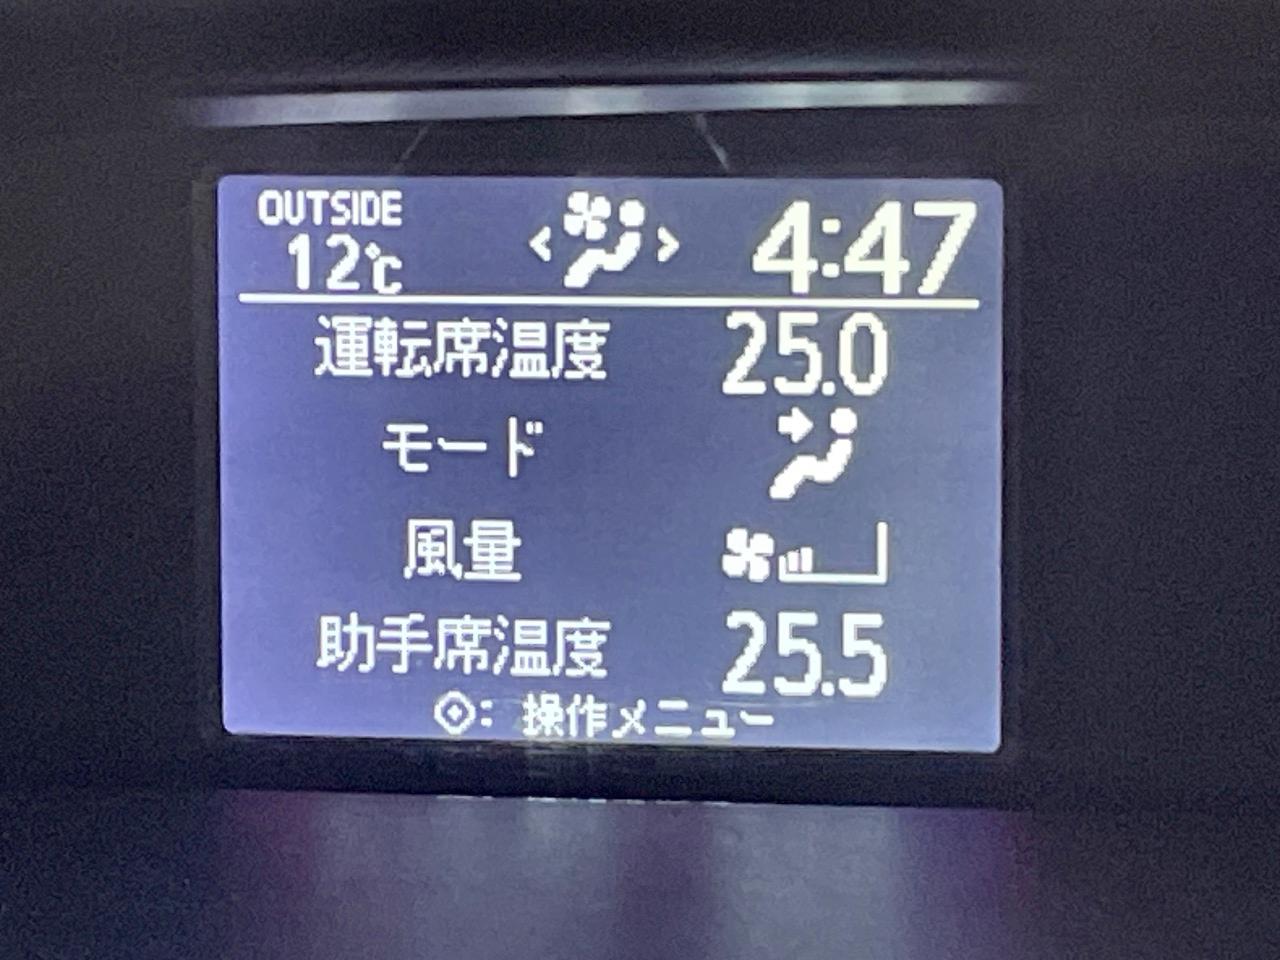 OUTSIDE
12℃
4:47
運転席温度 25.0
モード
風量
助手席温度 25.5
: 操作メニュー